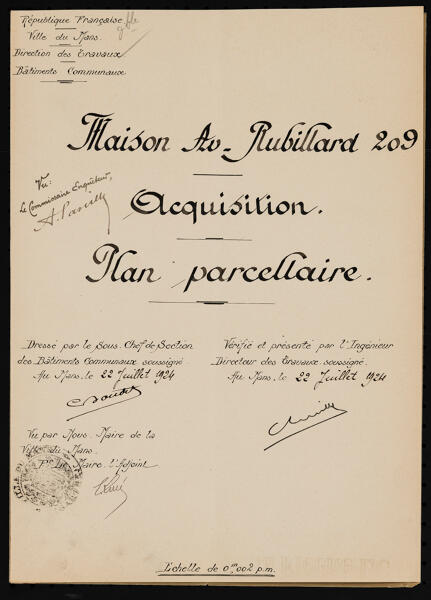 République Française
Ville du Mans.
Direction des Travaux
Bâtiments Communaux
Maison Av. Rubillard 209
Vu:
Le Commissaire Enquêteur,
Acquisition.
Plan parcellaire.
Dressé par le Sous. Chef de Section
des Bâtiments Communaux soussigné.
Au Mans, le 22 Juillet 1924
Vérifié et présenté par l'Ingénieur
Directeur des Travaux soussigné.
Au Mans, le 22 Juillet 1924
Vu par Nous. Maire de la
Ville du Mans.
Pr le Maire, l'Adjoint
Echelle de 0m002 p.m.